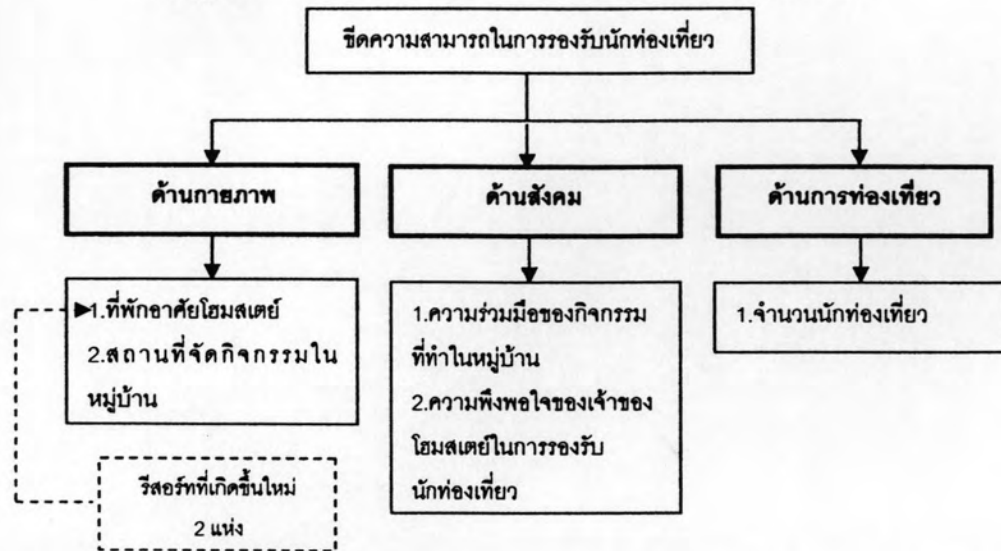 ขีดความสามารถในการรองรับนักท่องเที่ยว
ด้านกายภาพ
ด้านสังคม
ด้านการท่องเที่ยว
1.ที่พักอาศัยโฮมสเตย์
2.สถานที่จัดกิจกรรมใน
หมู่บ้าน
1.ความร่วมมือของกิจกรรม
ที่ทำในหมู่บ้าน
2.ความพึงพอใจของเจ้าของ
โฮมสเตย์ในการรองรับ
นักท่องเที่ยว
1.จำนวนนักท่องเที่ยว
รีสอร์ทที่เกิดขึ้นใหม่
2 แห่ง